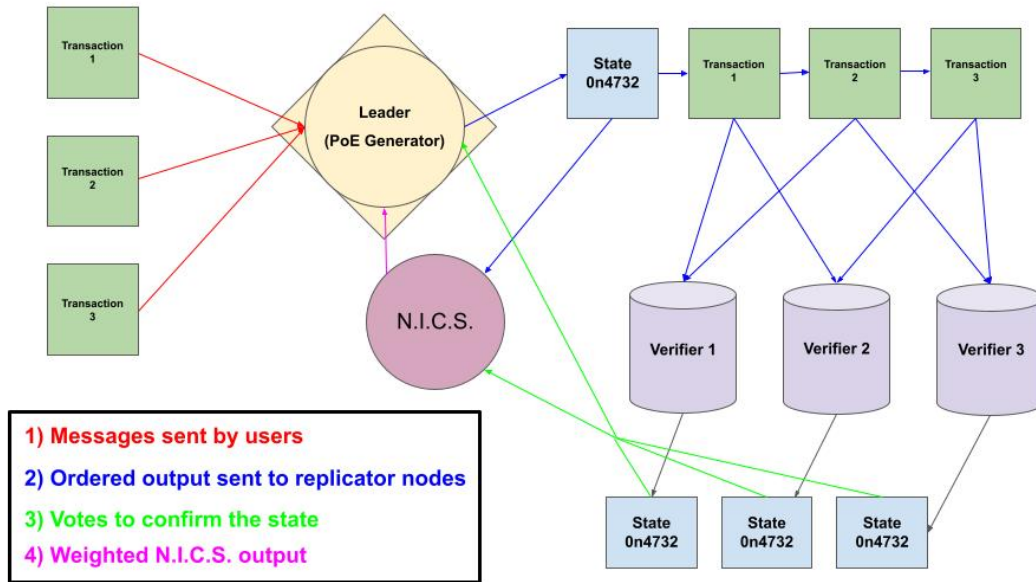 Transaction
1
Transaction
2
Transaction
3
Leader
(PoE Generator)
N.I.C.S.
State
0n4732
Transaction
1
Transaction
2
Transaction
3
Verifier 1
Verifier 2
Verifier 3
State
0n4732
State
0n4732
State
0n4732
1) Messages sent by users
2) Ordered output sent to replicator nodes
3) Votes to confirm the state
4) Weighted N.I.C.S. output